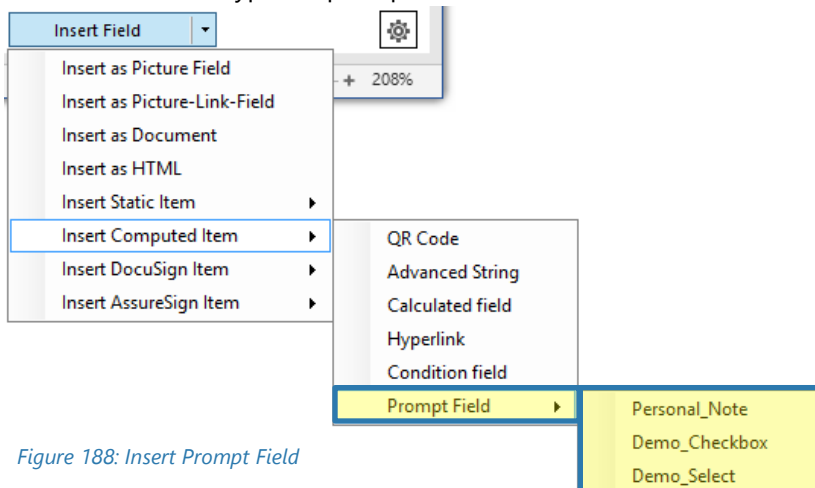 Insert Field
Insert as Picture Field
+ 208%
Insert as Picture-Link-Field
Insert as Document
Insert as HTML
Insert Static Item
Insert Computed Item
QR Code
Insert DocuSign Item
Advanced String
Insert AssureSign Item
Calculated field
Hyperlink
Condition field
Prompt Field
Personal_Note
Demo_Checkbox
Figure 188: Insert Prompt Field
Demo_Select